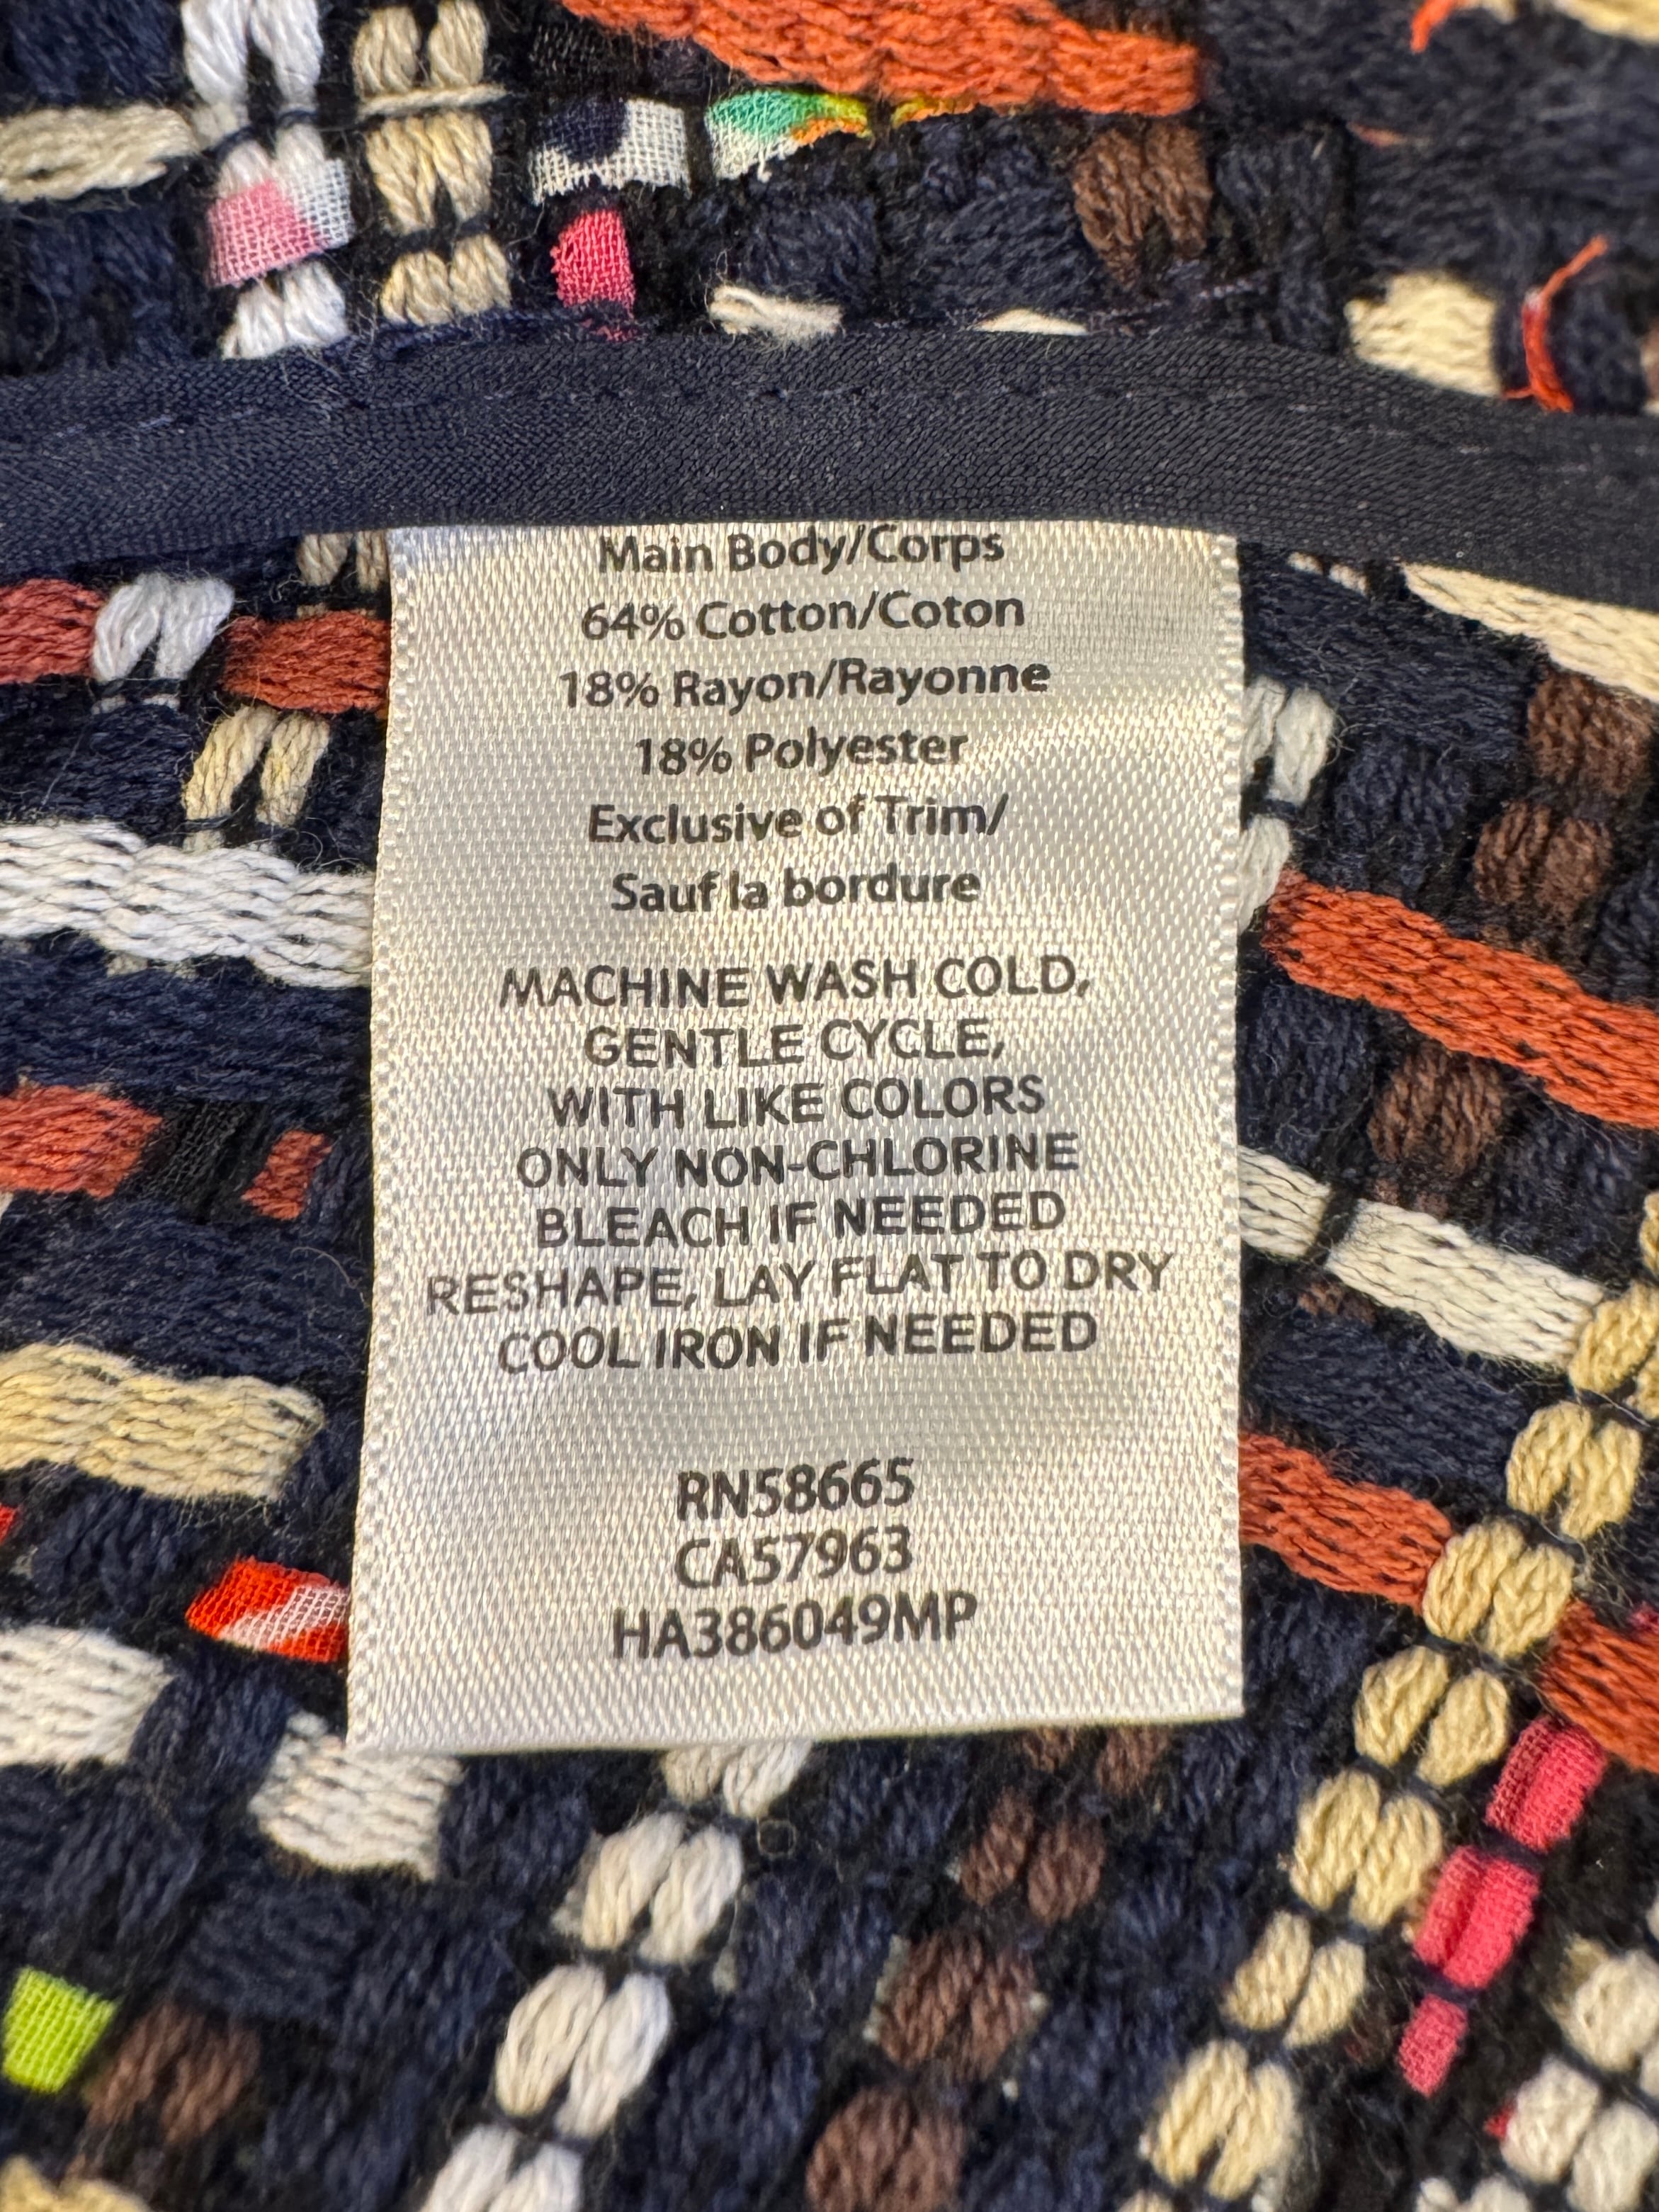 Main Body/Corps
64% Cotton/Coton
18% Rayon/Rayonne
18% Polyester
Exclusive of Trim/
Sauf la bordure
MACHINE WASH COLD,
GENTLE CYCLE,
WITH LIKE COLORS
ONLY NON-CHLORINE
BLEACH IF NEEDED
RESHAPE, LAY FLAT TO DRY
COOL IRON IF NEEDED
RN58665
CA57963
HA386049MP